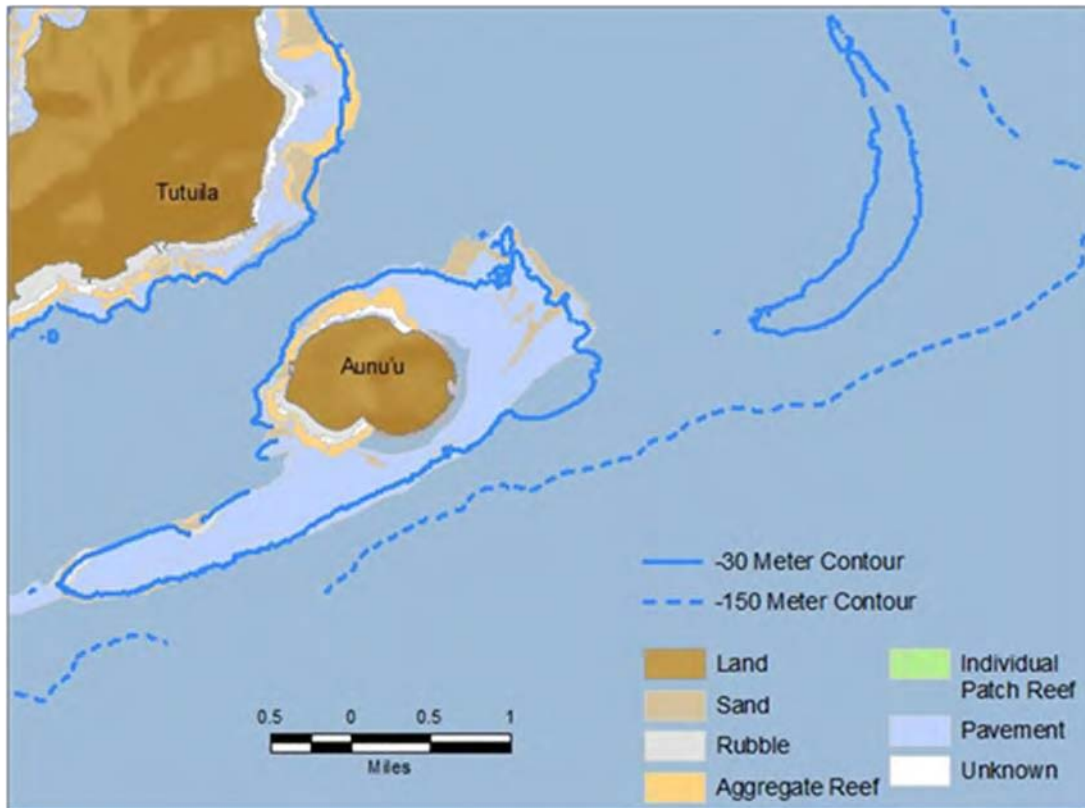 Tutuila
Aunu'u
-30 Meter Contour
-150 Meter Contour
Land
Sand
Rubble
Aggregate Reef
Individual
Patch Reef
Pavement
Unknown
0.5 0 0.5 1
Miles